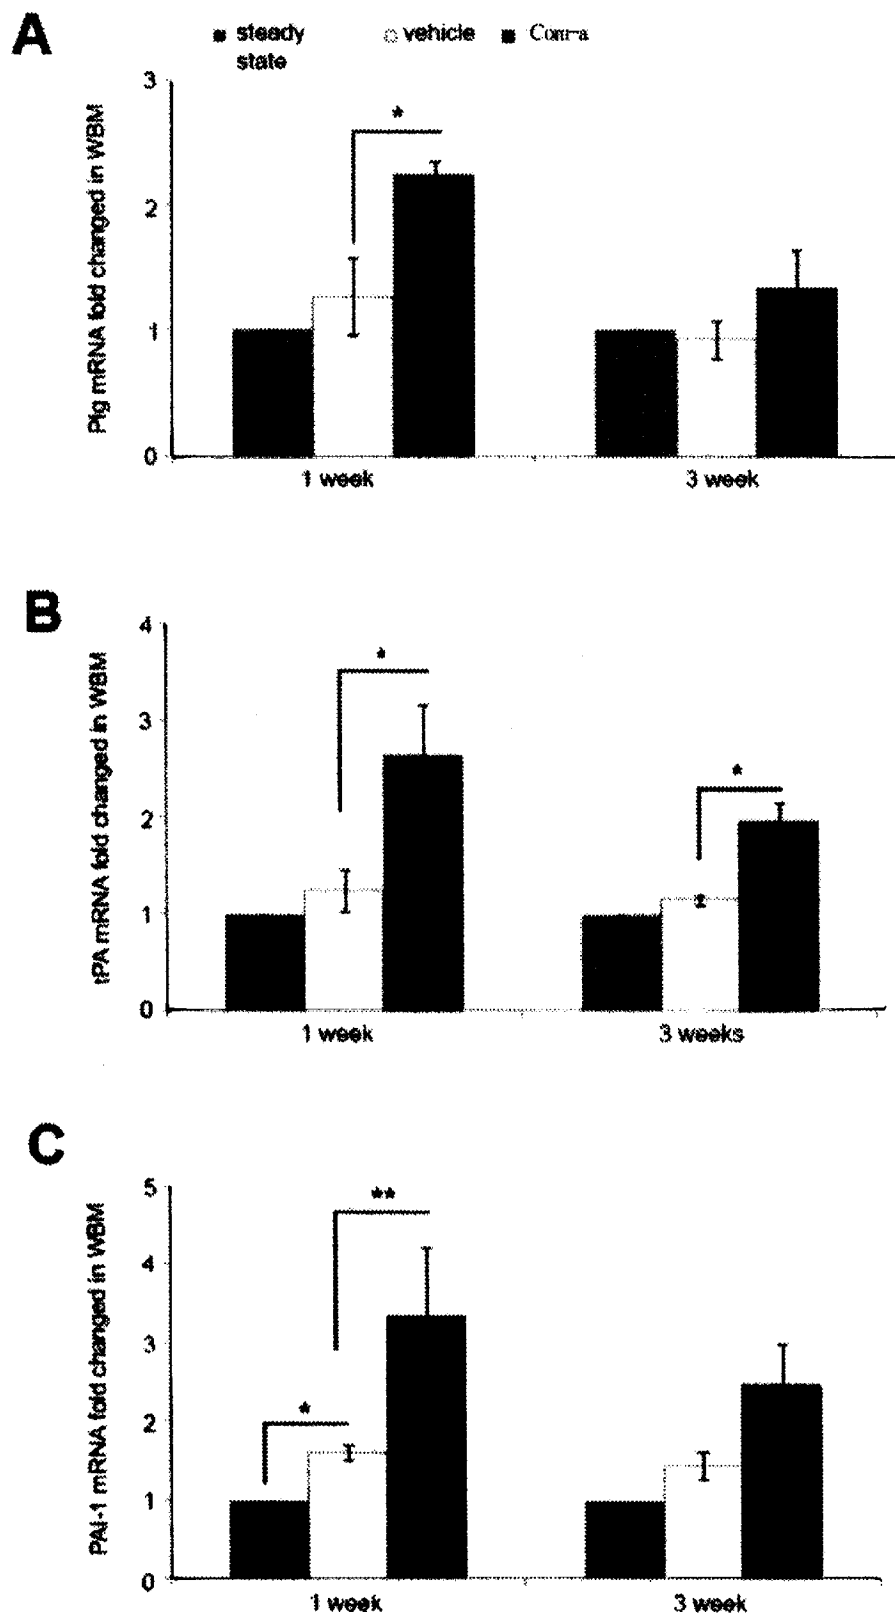 A
steady state
vehicle
Com-a
3
2
1
0
Plg mRNA fold changed in WBM
*
1 week
3 week
B
4
3
2
1
0
tPA mRNA fold changed in WBM
*
*
1 week
3 weeks
C
5
4
3
2
1
0
PAI-1 mRNA fold changed in WBM
**
*
1 week
3 week